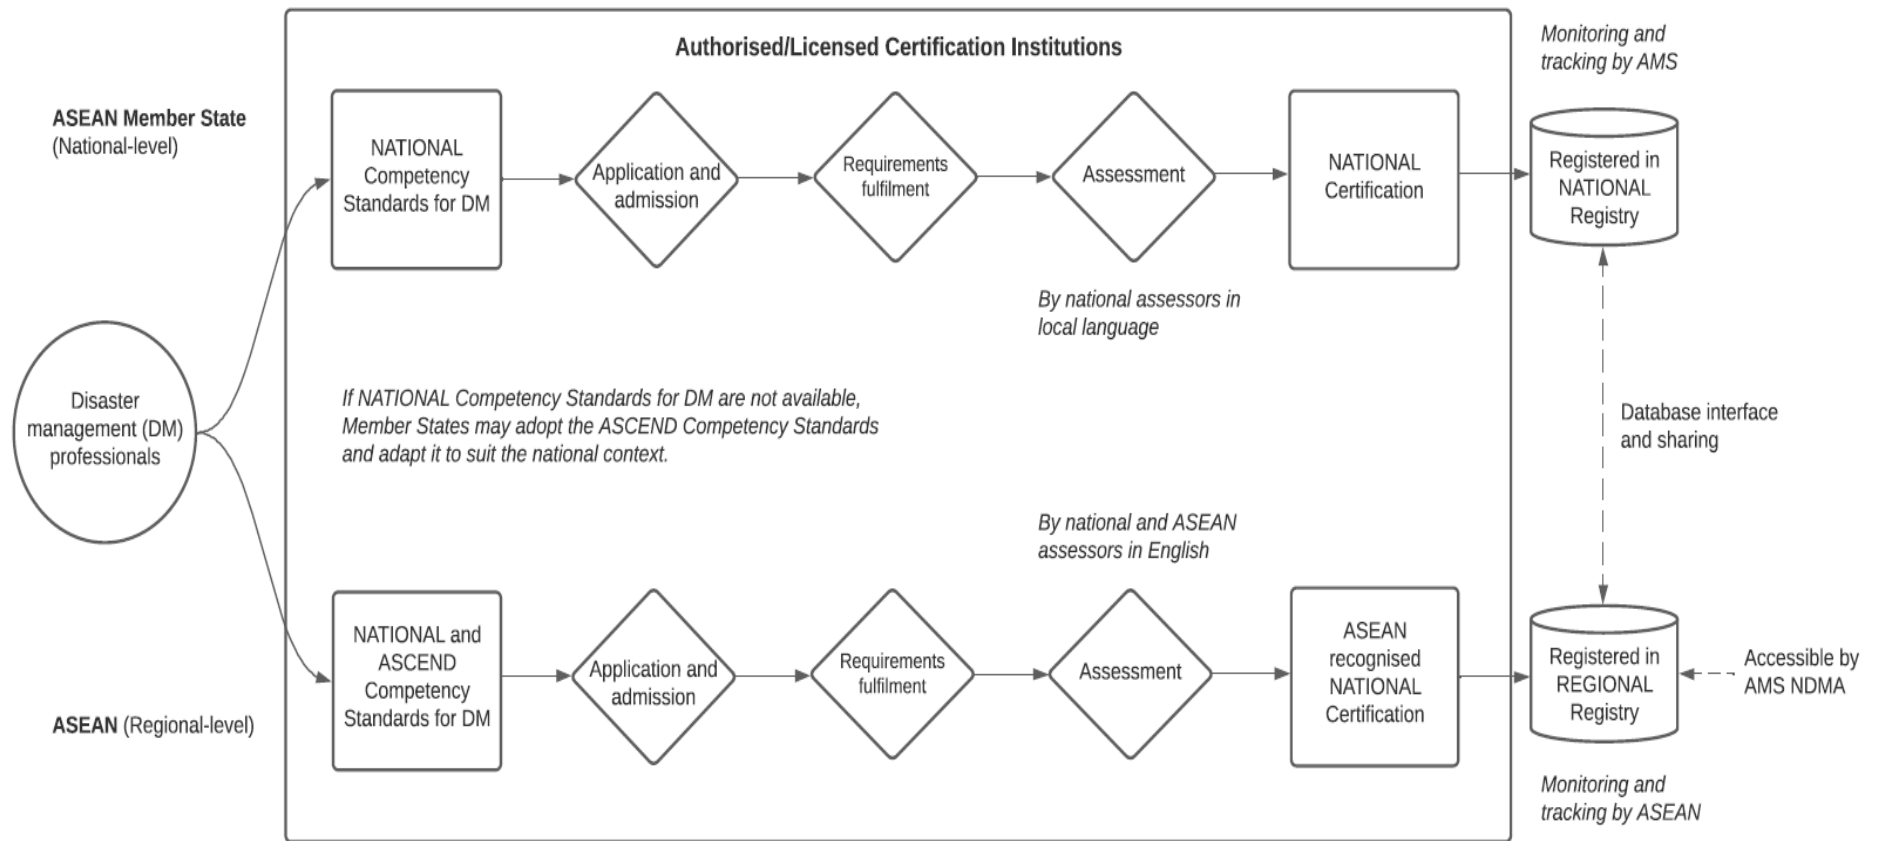 Authorised/Licensed Certification Institutions
Monitoring and
tracking by AMS
ASEAN Member State
(National-level)
NATIONAL
Competency
Standards for DM
Application and
admission
Requirements
fulfilment
Assessment
NATIONAL
Certification
Registered in
NATIONAL
Registry
By national assessors in
local language
Disaster
management (DM)
professionals
If NATIONAL Competency Standards for DM are not available,
Member States may adopt the ASCEND Competency Standards
and adapt it to suit the national context.
Database interface
and sharing
By national and ASEAN
assessors in English
ASEAN (Regional-level)
NATIONAL and
ASCEND
Competency
Standards for DM
Application and
admission
Requirements
fulfilment
Assessment
ASEAN
recognised
NATIONAL
Certification
Registered in
REGIONAL
Registry
Accessible by
AMS NDMA
Monitoring and
tracking by ASEAN